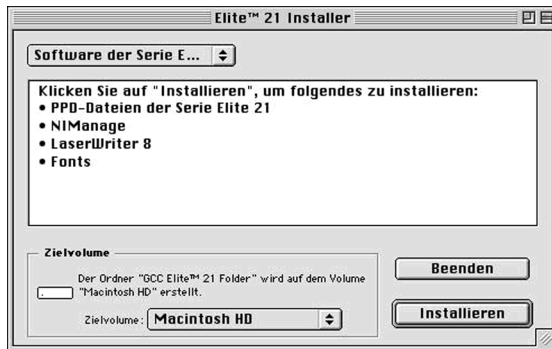 Elite™ 21 Installer
Software der Serie E...
Klicken Sie auf "Installieren", um folgendes zu installieren:
• PPD-Dateien der Serie Elite 21
• NIManage
• LaserWriter 8
• Fonts
Zielvolume
Der Ordner "GCC Elite™ 21 Folder" wird auf dem Volume
"Macintosh HD" erstellt.
Zielvolume: Macintosh HD
Beenden
Installieren